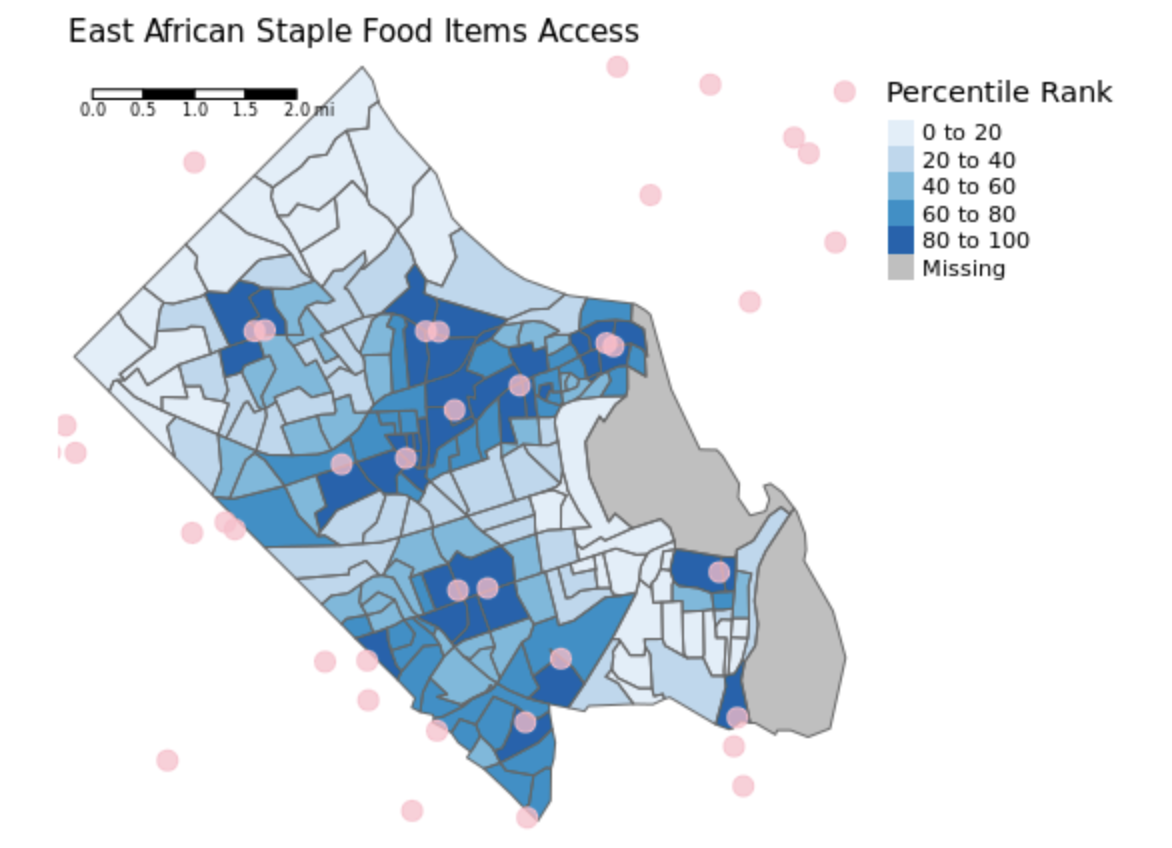 East African Staple Food Items Access
0.0 0.5 1.0 1.5 2.0 mi
Percentile Rank
0 to 20
20 to 40
40 to 60
60 to 80
80 to 100
Missing